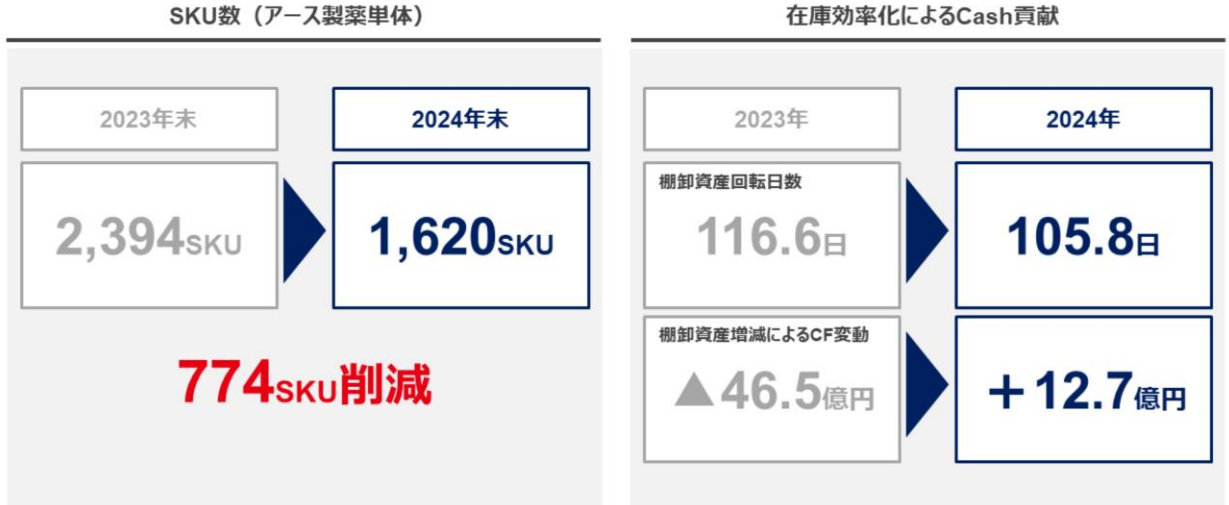 SKU数（アース製薬単体）
2023年末
2024年末
2,394SKU
1,620SKU
774SKU削減
在庫効率化によるCash貢献
2023年
2024年
棚卸資産回転日数
116.6日
105.8日
棚卸資産増減によるCF変動
▲46.5億円
＋12.7億円